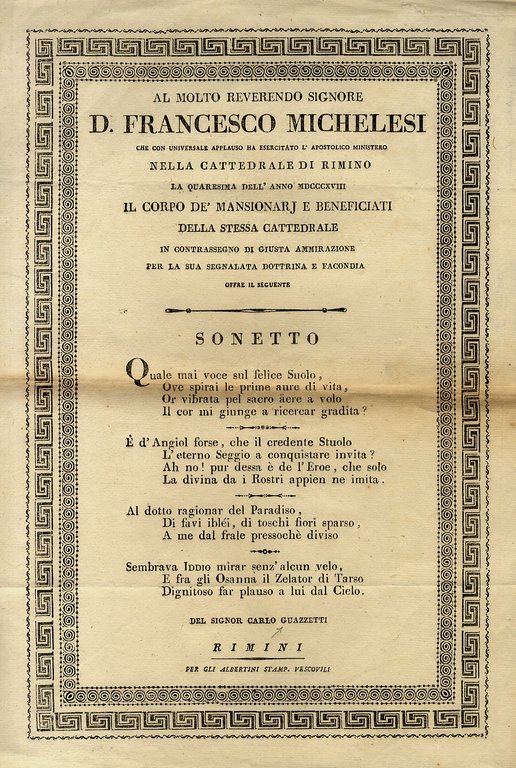 AL MOLTO REVERENDO SIGNORE
D. FRANCESCO MICHELESI
CHE CON UNIVERSALE APPLAUSO HA ESERCITATO L' APOSTOLICO MINISTERO
NELLA CATTEDRALE DI RIMINO
LA QUARESIMA DELL' ANNO MDCCCXVIII
IL CORPO DE' MANSIONARJ E BENEFICIATI
DELLA STESSA CATTEDRALE
IN CONTRASSEGNO DI GIUSTA AMMIRAZIONE
PER LA SUA SEGNALATA DOTTRINA E FACONDIA
OFFRE IL SEGUENTE
SONETTO
Quale mai voce sul felice Suolo,
Ove spirai le prime aure di vita,
Or vibrata pel sacro äere a volo
Il cor mi giunge a ricercar gradita?
È d'Angiol forse, che il credente Stuolo
L'eterno Seggio a conquistare invita?
Ah no! pur dessa è de l'Eroe, che solo
La divina da i Rostri appien ne imita.
Al dotto ragionar del Paradiso,
Di favi ibléi, di toschi fiori sparso,
A me dal frale pressochè diviso
Sembrava IDDIO mirar senz'alcun velo,
E fra gli Osanna il Zelator di Tarso
Dignitoso far plauso a lui dal Cielo.
DEL SIGNOR CARLO GUAZZETTI
RIMINI
PER GLI ALBERTINI STAMP. VESCOVILI